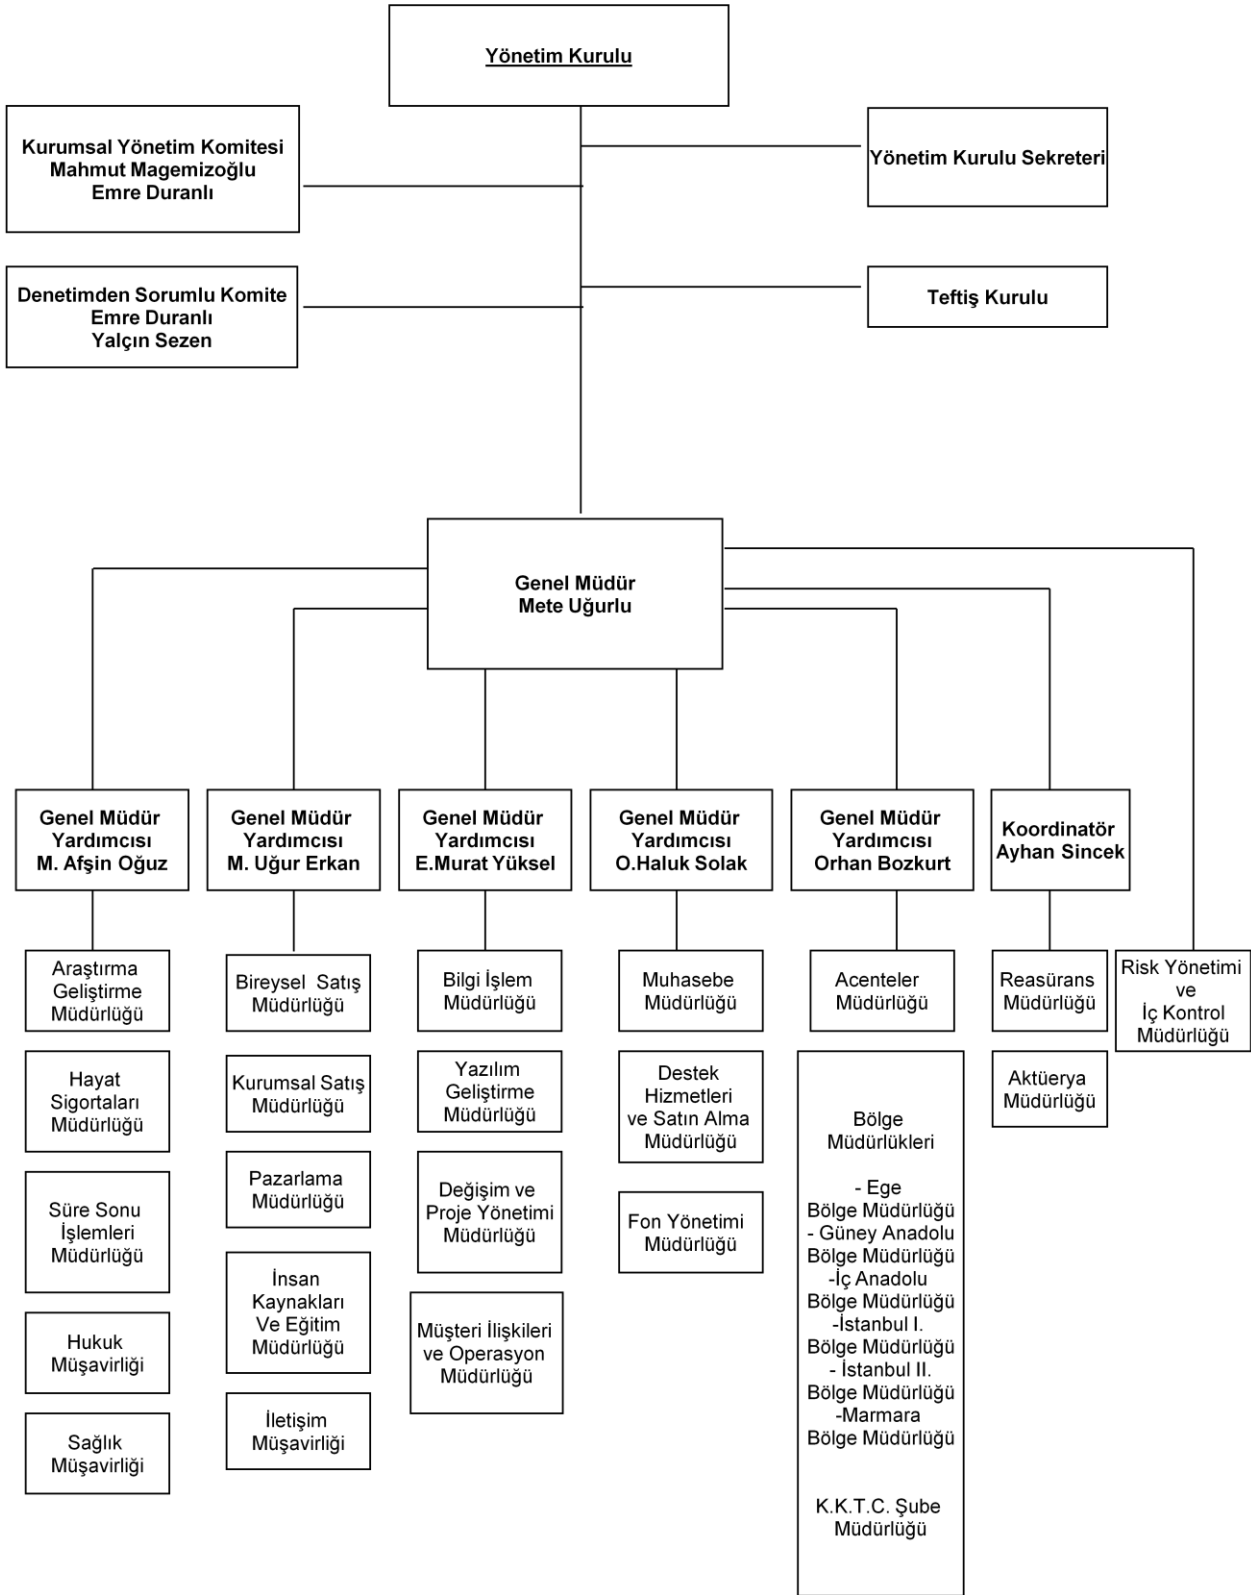 Yönetim Kurulu
Kurumsal Yönetim Komitesi
Mahmut Magemizoğlu
Emre Duranlı
Yönetim Kurulu Sekreteri
Denetimden Sorumlu Komite
Emre Duranlı
Yalçın Sezen
Teftiş Kurulu
Genel Müdür
Mete Uğurlu
Genel Müdür
Yardımcısı
M. Afşin Oğuz
Genel Müdür
Yardımcısı
M. Uğur Erkan
Genel Müdür
Yardımcısı
E.Murat Yüksel
Genel Müdür
Yardımcısı
O.Haluk Solak
Genel Müdür
Yardımcısı
Orhan Bozkurt
Koordinatör
Ayhan Sincek
Araştırma
Geliştirme
Müdürlüğü
Hayat
Sigortaları
Müdürlüğü
Süre Sonu
İşlemleri
Müdürlüğü
Hukuk
Müşavirliği
Sağlık
Müşavirliği
Bireysel Satış
Müdürlüğü
Kurumsal Satış
Müdürlüğü
Pazarlama
Müdürlüğü
İnsan
Kaynakları
Ve Eğitim
Müdürlüğü
İletişim
Müşavirliği
Bilgi İşlem
Müdürlüğü
Yazılım
Geliştirme
Müdürlüğü
Değişim ve
Proje Yönetimi
Müdürlüğü
Müşteri İlişkileri
ve Operasyon
Müdürlüğü
Muhasebe
Müdürlüğü
Destek
Hizmetleri
ve Satın Alma
Müdürlüğü
Fon Yönetimi
Müdürlüğü
Acenteler
Müdürlüğü
Bölge
Müdürlükleri
- Ege
Bölge Müdürlüğü
- Güney Anadolu
Bölge Müdürlüğü
-İç Anadolu
Bölge Müdürlüğü
-İstanbul I.
Bölge Müdürlüğü
- İstanbul II.
Bölge Müdürlüğü
-Marmara
Bölge Müdürlüğü
K.K.T.C. Şube
Müdürlüğü
Reasürans
Müdürlüğü
Aktüerya
Müdürlüğü
Risk Yönetimi
ve
İç Kontrol
Müdürlüğü